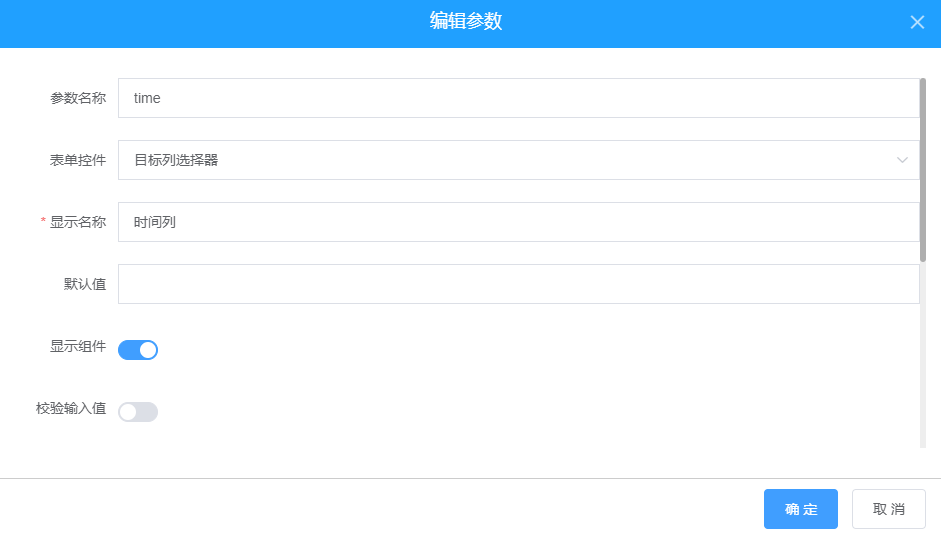 编辑参数
参数名称 time
表单控件 目标列选择器
* 显示名称 时间列
默认值
显示组件
校验输入值
确定 取消